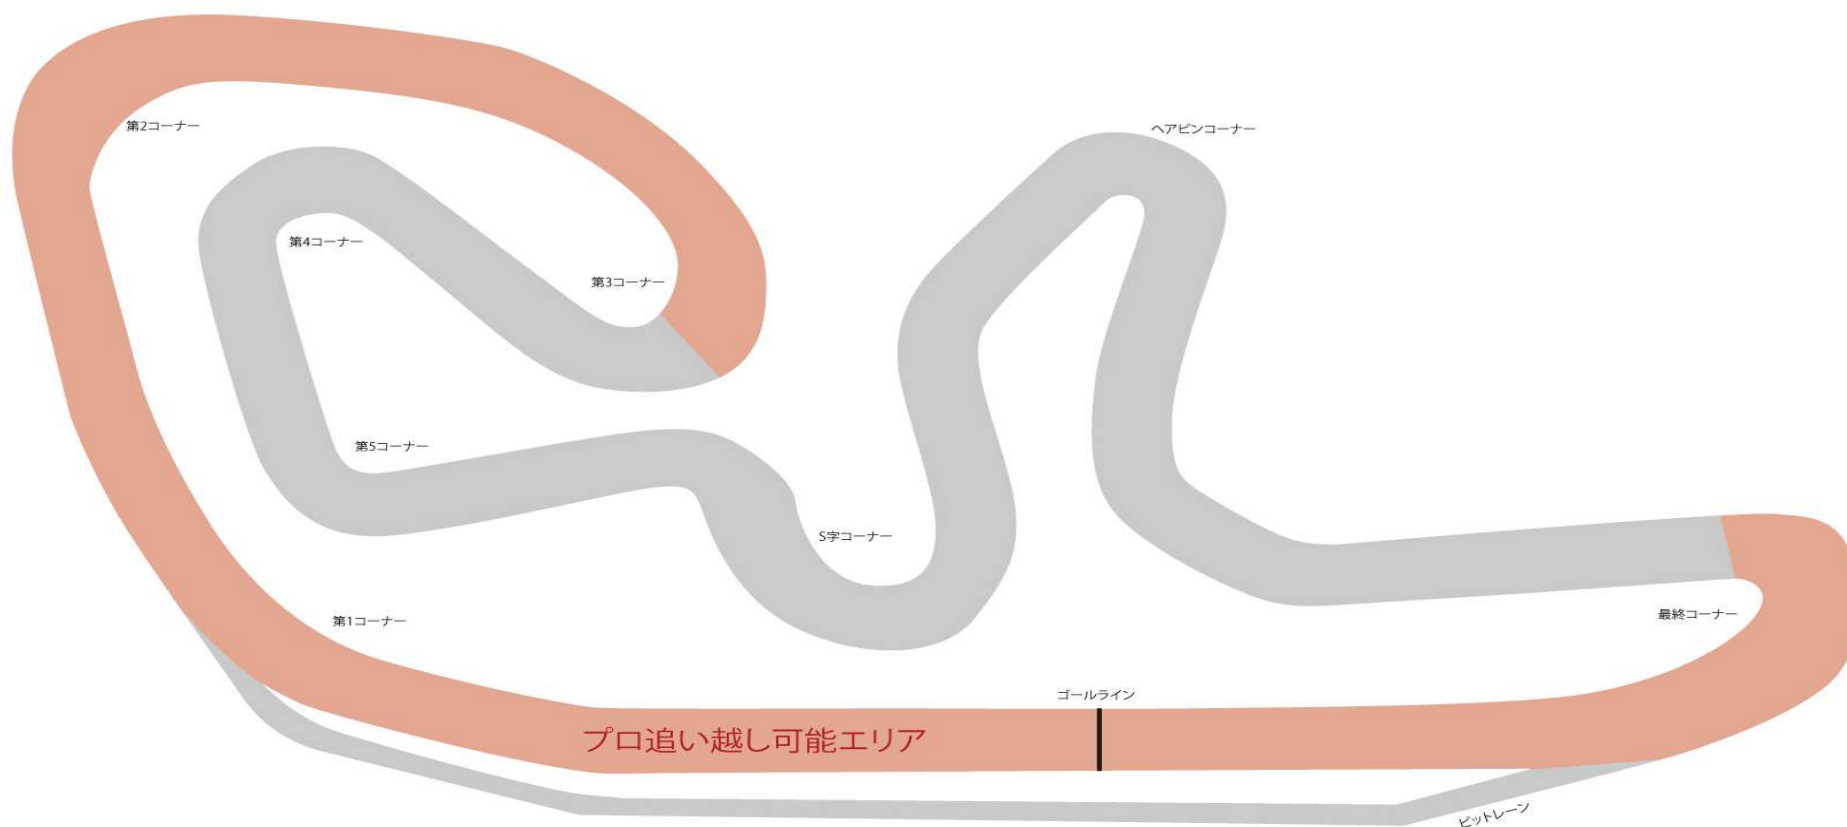 第2コーナー
ヘアピンコーナー
第4コーナー
第3コーナー
第5コーナー
S字コーナー
第1コーナー
最終コーナー
ゴールライン
プロ追い越し可能エリア
ピットレーン